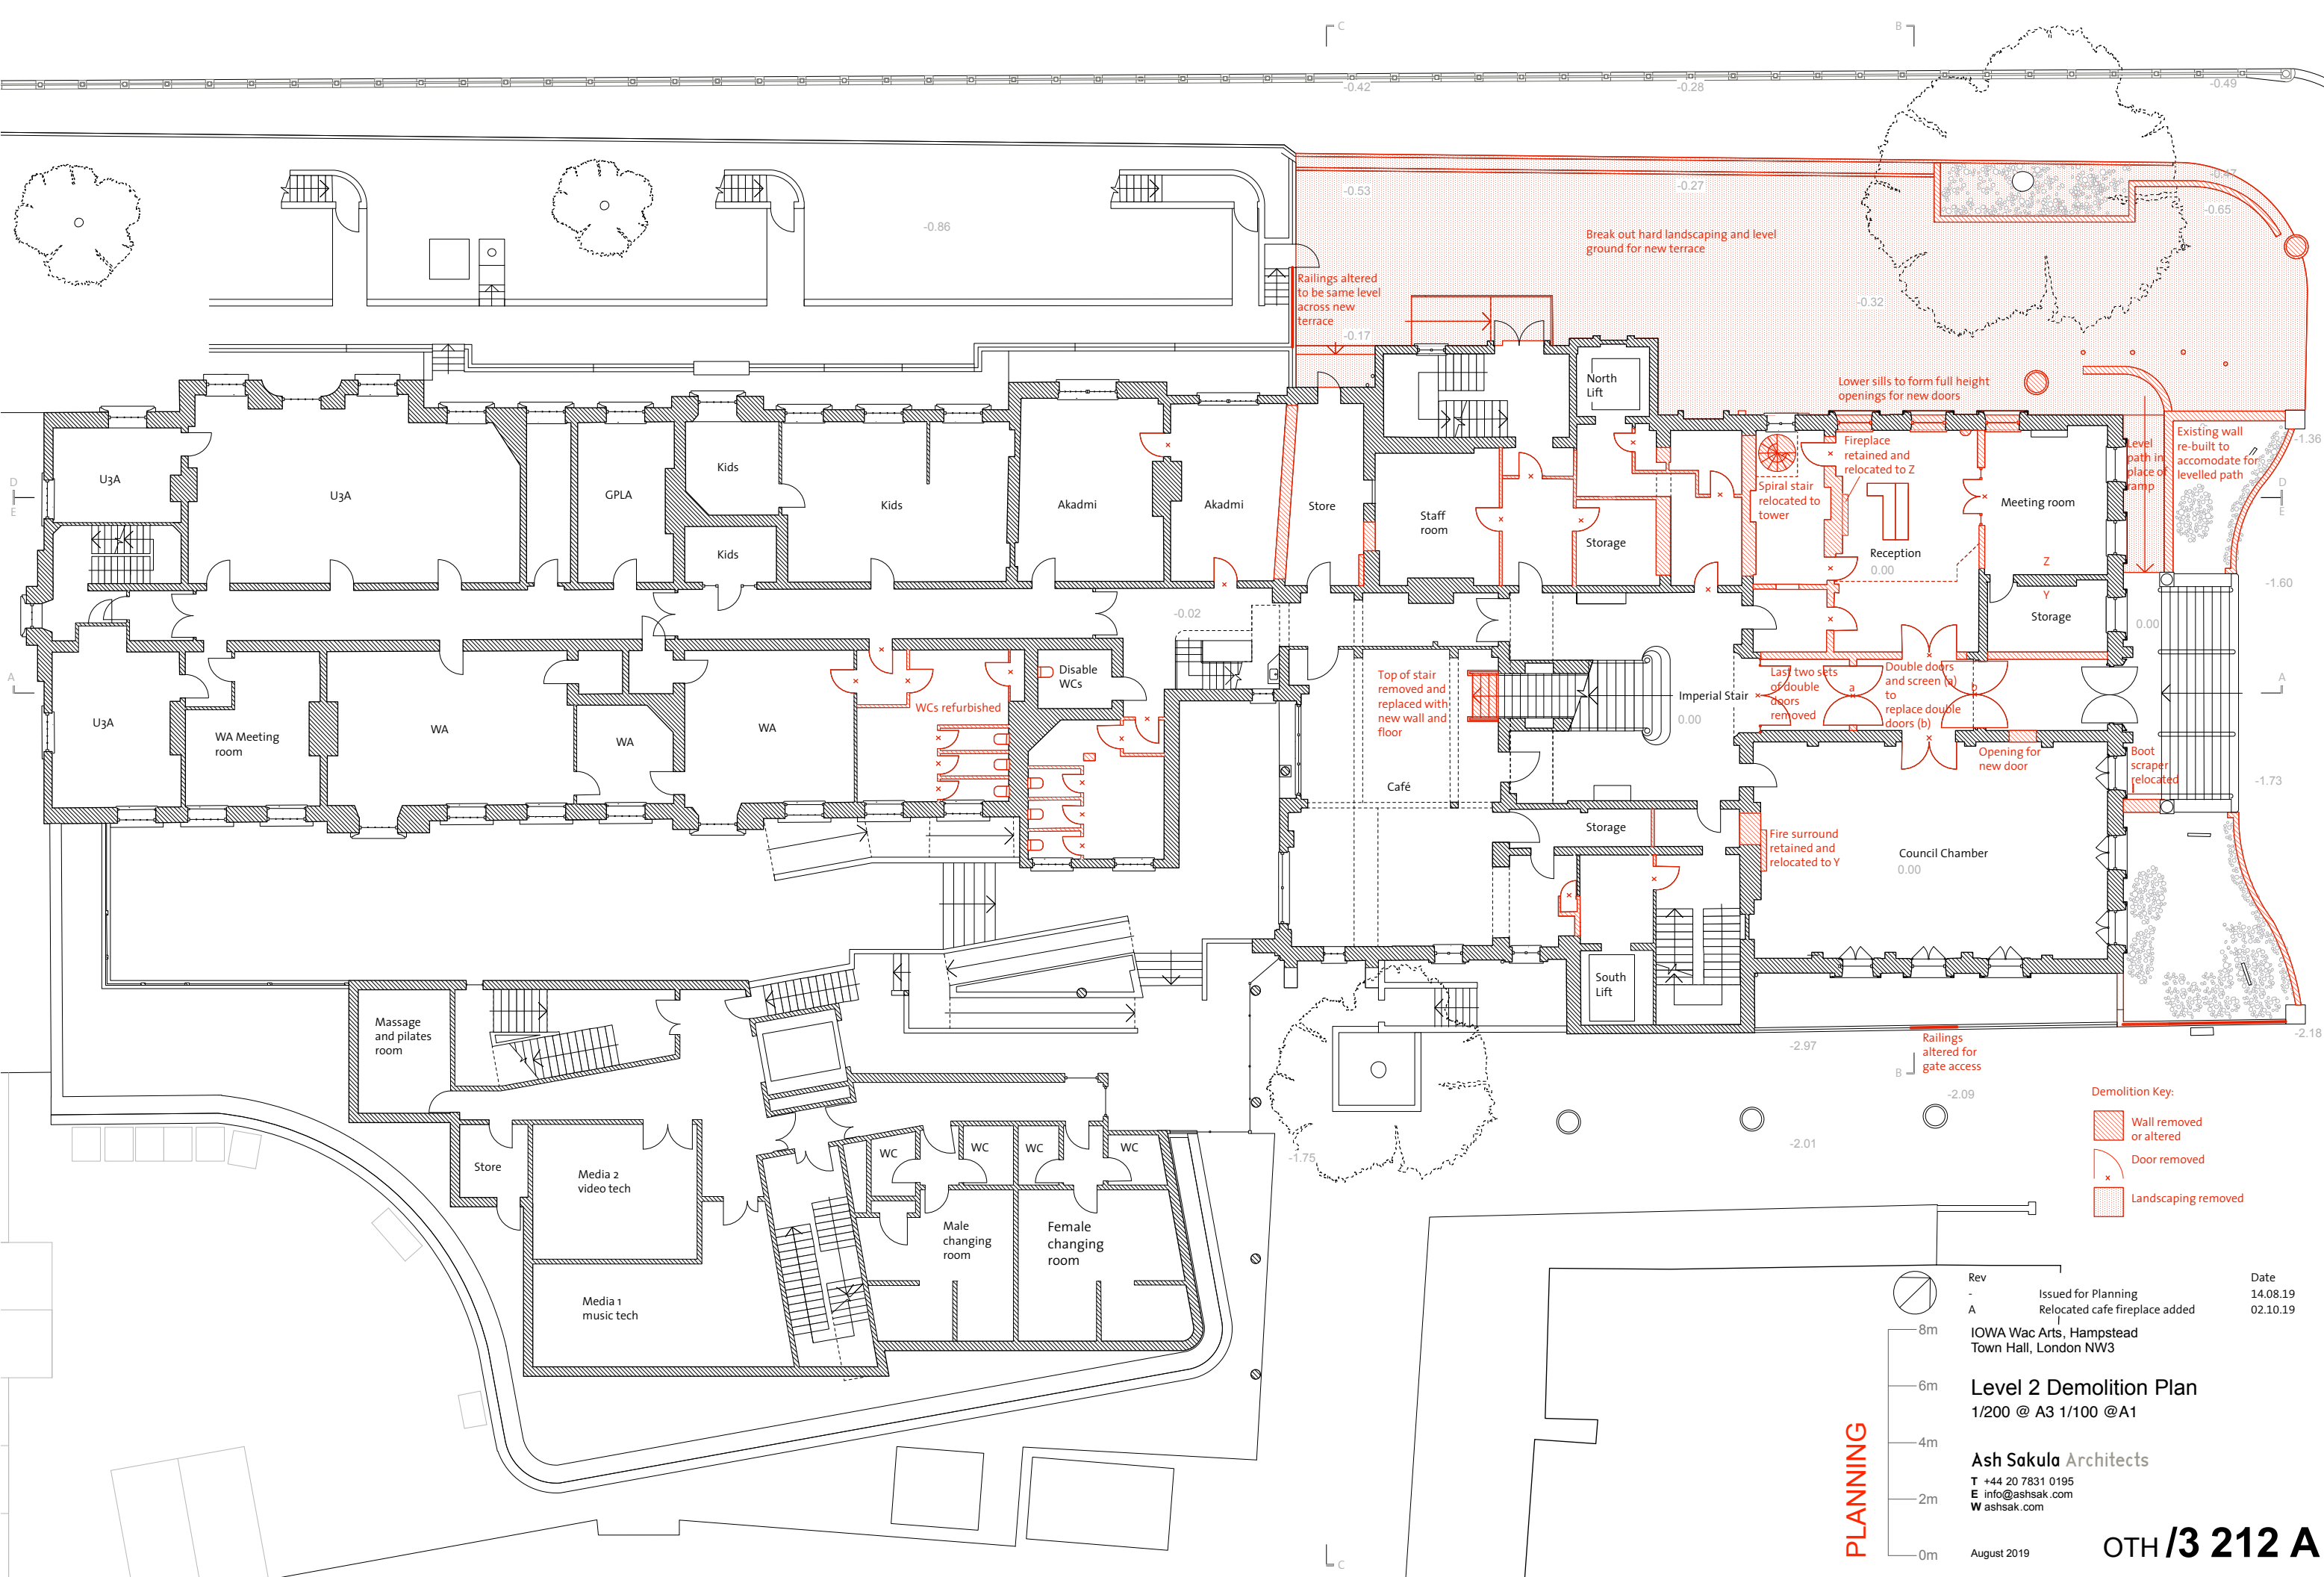 C
B
-0.42
-0.28
-0.49
-0.53
-0.27
-0.47
-0.65
-0.86
Break out hard landscaping and level
ground for new terrace
Railings altered
to be same level
across new
terrace
-0.32
-0.17
North
Lift
Lower sills to form full height
openings for new doors
Fireplace
retained and
relocated to Z
Level
path in
place of
ramp
Existing wall
re-built to
accomodate for
levelled path
-1.36
D
E
U3A
U3A
GPLA
Kids
Kids
Kids
Akadmi
Akadmi
Store
Staff
room
Storage
Spiral stair
relocated to
tower
Reception
0.00
Meeting room
Z
Y
Storage
D
E
-1.60
-0.02
0.00
A
U3A
WA Meeting
room
WA
WA
WA
WCs refurbished
Disable
WCs
Top of stair
removed and
replaced with
new wall and
floor
Imperial Stair
0.00
Last two sets
of double
doors
removed
a
Double doors
and screen (a)
to
replace double
doors (b)
b
A
Opening for
new door
Boot
scraper
relocated
-1.73
Café
Storage
Fire surround
retained and
relocated to Y
Council Chamber
0.00
South
Lift
Massage
and pilates
room
-2.97
Railings
altered for
gate access
B
-2.18
-2.09
-2.01
-1.75
Demolition Key:
Wall removed
or altered
Door removed
Landscaping removed
Store
Media 2
video tech
WC
WC
WC
WC
Male
changing
room
Female
changing
room
Media 1
music tech
Rev Date
- Issued for Planning 14.08.19
A Relocated cafe fireplace added 02.10.19
IOWA Wac Arts, Hampstead
Town Hall, London NW3
Level 2 Demolition Plan
1/200 @ A3 1/100 @A1
8m
6m
4m
2m
0m
PLANNING
Ash Sakula Architects
T +44 20 7831 0195
E info@ashsak.com
W ashsak.com
August 2019
OTH /3 212 A
C